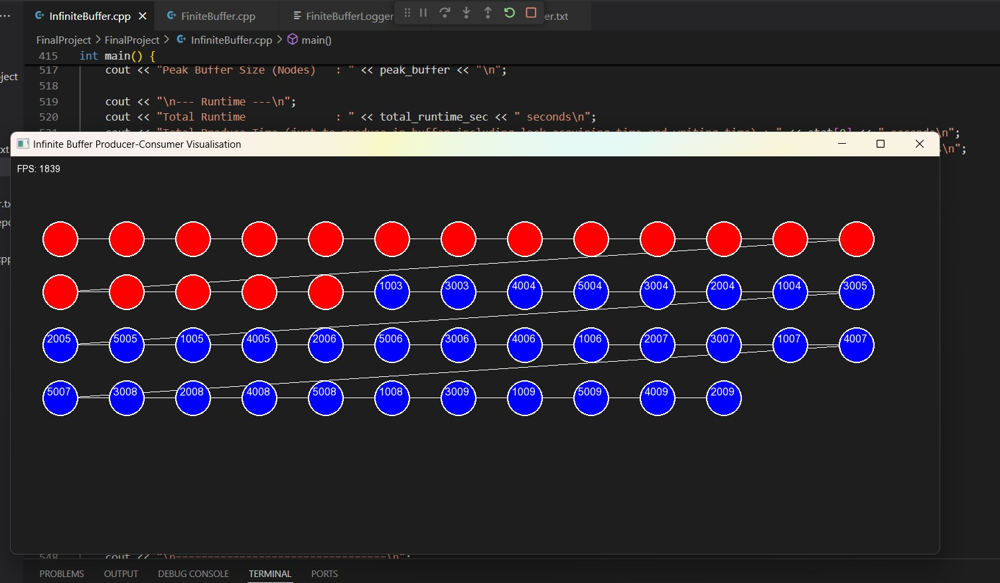 InfiniteBuffer.cpp FiniteBuffer.cpp FiniteBufferLogger er.txt
FinalProject > FinalProject > InfiniteBuffer.cpp > main()
415 int main() {
ject
517 cout << "Peak Buffer Size (Nodes) : " << peak_buffer << "\n";
518
519 cout << "\n--- Runtime ---\n";
520 cout << "Total Runtime : " << total_runtime_sec << " seconds\n";
Infinite Buffer Producer-Consumer Visualisation
FPS: 1839
1003 3003 4004 5004 3004 2004 1004 3005
2005 5005 1005 4005 2006 5006 3006 4006 1006 2007 3007 1007 4007
5007 3008 2008 4008 5008 1008 3009 1009 5009 4009 2009
PROBLEMS OUTPUT DEBUG CONSOLE TERMINAL PORTS